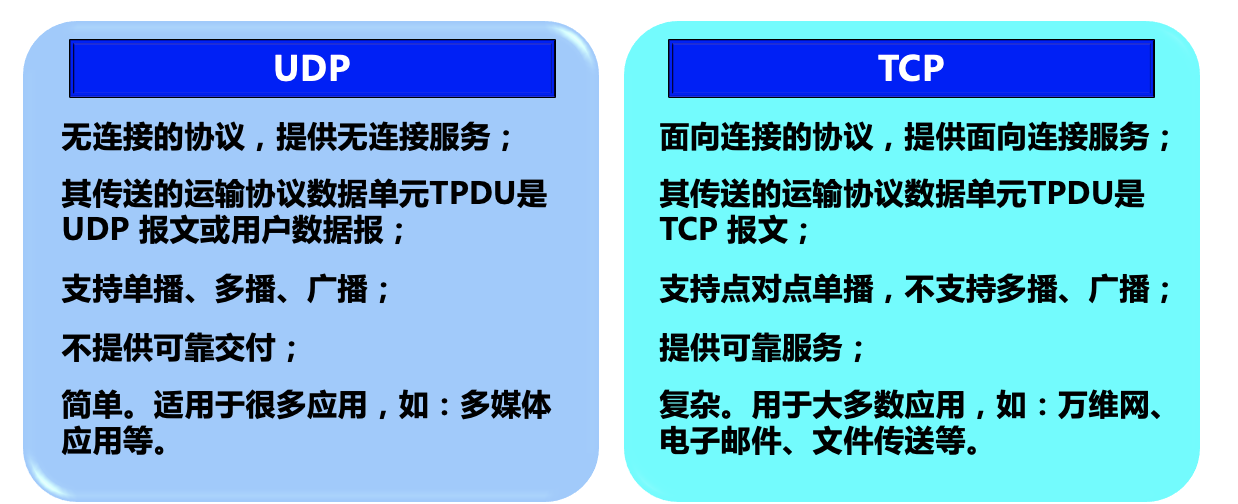 UDP
无连接的协议，提供无连接服务；
其传送的运输协议数据单元TPDU是
UDP 报文或用户数据报；
支持单播、多播、广播；
不提供可靠交付；
简单。适用于很多应用，如：多媒体
应用等。
TCP
面向连接的协议，提供面向连接服务；
其传送的运输协议数据单元TPDU是
TCP 报文；
支持点对点单播，不支持多播、广播；
提供可靠服务；
复杂。用于大多数应用，如：万维网、
电子邮件、文件传送等。